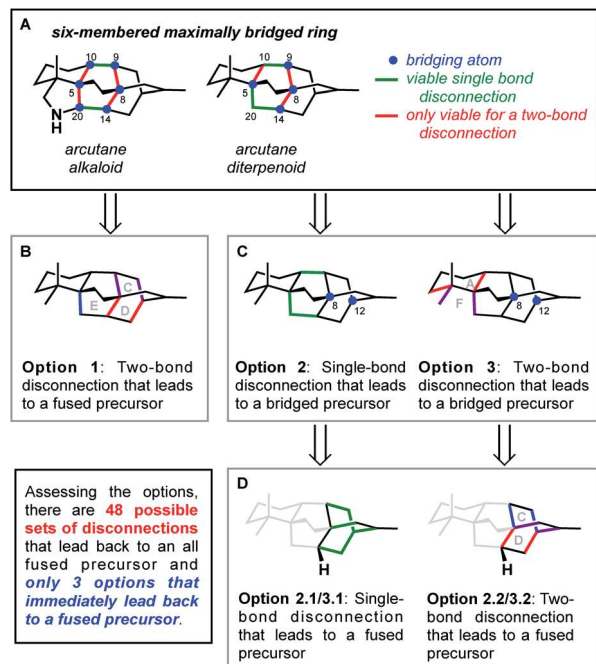 A
six-membered maximally bridged ring
10
9
5
8
20
14
N
H
arcutane
alkaloid
10
9
5
8
20
14
arcutane
diterpenoid
bridging atom
viable single bond
disconnection
only viable for a two-bond
disconnection
B
C
E
D
Option 1: Two-bond
disconnection that leads
to a fused precursor
C
8
12
Option 2: Single-bond
disconnection that leads
to a bridged precursor
A
F
8
12
Option 3: Two-bond
disconnection that leads
to a bridged precursor
Assessing the options,
there are 48 possible
sets of disconnections
that lead back to an all
fused precursor and
only 3 options that
immediately lead back
to a fused precursor.
D
H
Option 2.1/3.1: Single-
bond disconnection
that leads to a fused
precursor
C
D
H
Option 2.2/3.2: Two-
bond disconnection
that leads to a fused
precursor